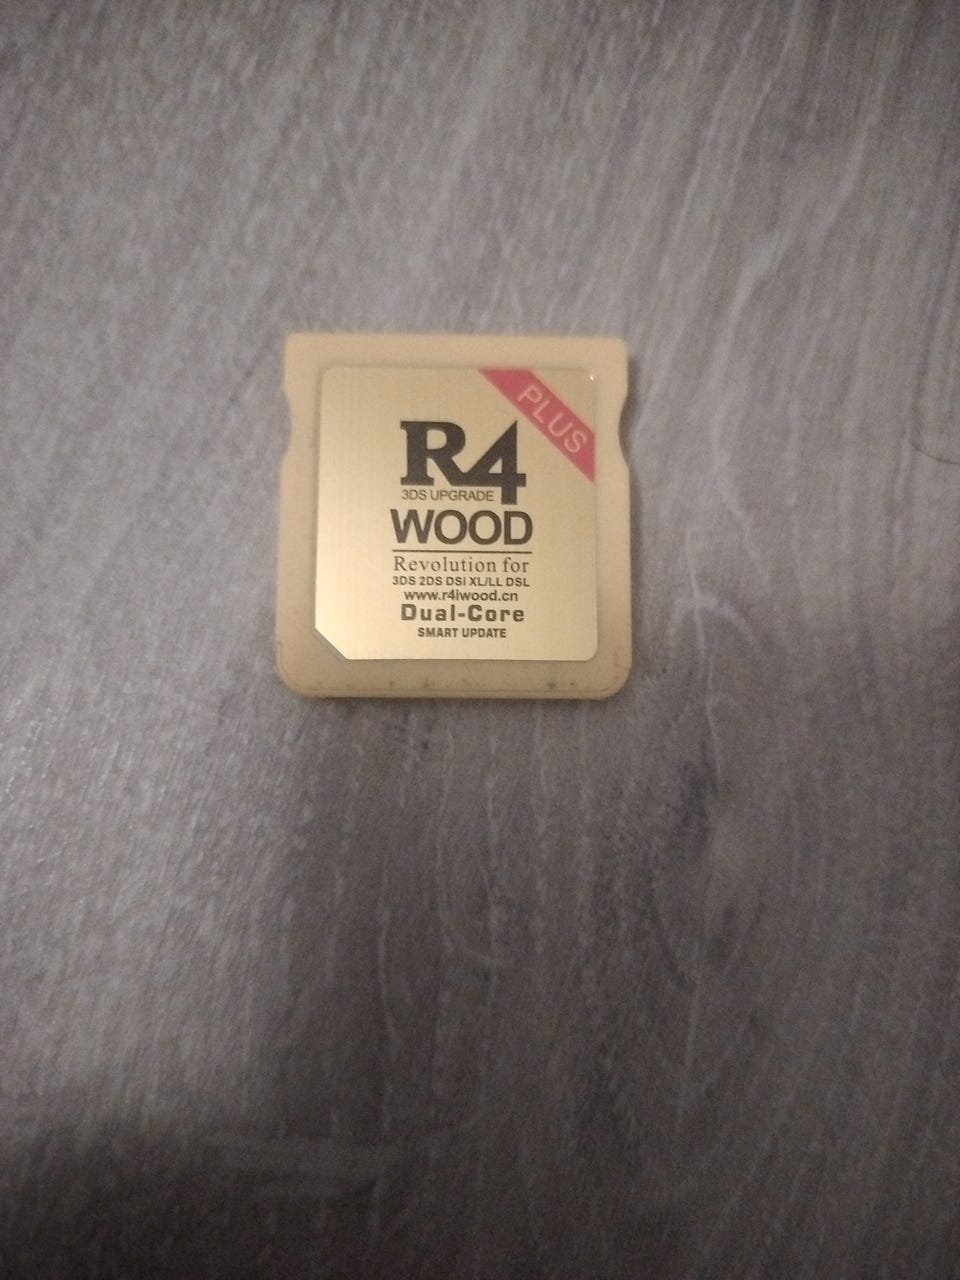 PLUS
R4
3DS UPGRADE
WOOD
Revolution for
3DS 2DS DSi XL/LL DSL
www.r4iwood.cn
Dual-Core
SMART UPDATE